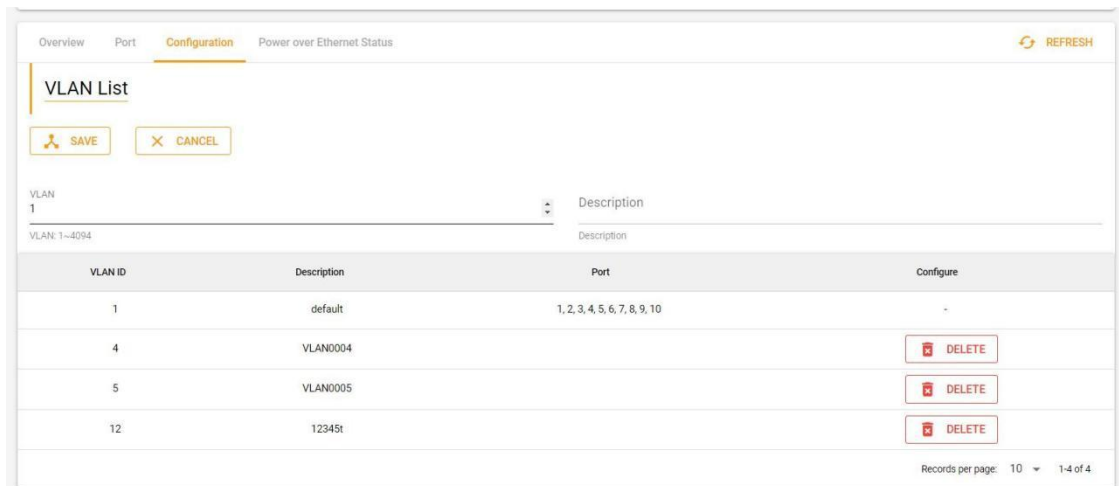 Overview Port Configuration Power over Ethernet Status REFRESH
VLAN List
SAVE CANCEL
VLAN
1 Description
VLAN: 1~4094 Description
VLAN ID Description Port Configure
1 default 1, 2, 3, 4, 5, 6, 7, 8, 9, 10 -
4 VLAN0004 DELETE
5 VLAN0005 DELETE
12 12345t DELETE
Records per page: 10 1-4 of 4